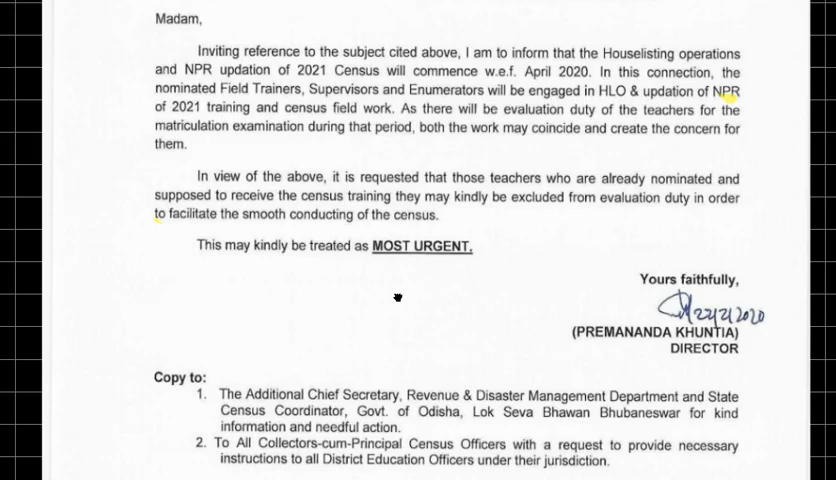 Madam,
Inviting reference to the subject cited above, I am to inform that the Houselisting operations
and NPR updation of 2021 Census will commence w.e.f. April 2020. In this connection, the
nominated Field Trainers, Supervisors and Enumerators will be engaged in HLO & updation of NPR
of 2021 training and census field work. As there will be evaluation duty of the teachers for the
matriculation examination during that period, both the work may coincide and create the concern for
them.
In view of the above, it is requested that those teachers who are already nominated and
supposed to receive the census training they may kindly be excluded from evaluation duty in order
to facilitate the smooth conducting of the census.
This may kindly be treated as MOST URGENT.
Yours faithfully,
22/2/2020
(PREMANANDA KHUNTIA)
DIRECTOR
Copy to:
1. The Additional Chief Secretary, Revenue & Disaster Management Department and State
Census Coordinator, Govt. of Odisha, Lok Seva Bhawan Bhubaneswar for kind
information and needful action.
2. To All Collectors-cum-Principal Census Officers with a request to provide necessary
instructions to all District Education Officers under their jurisdiction.